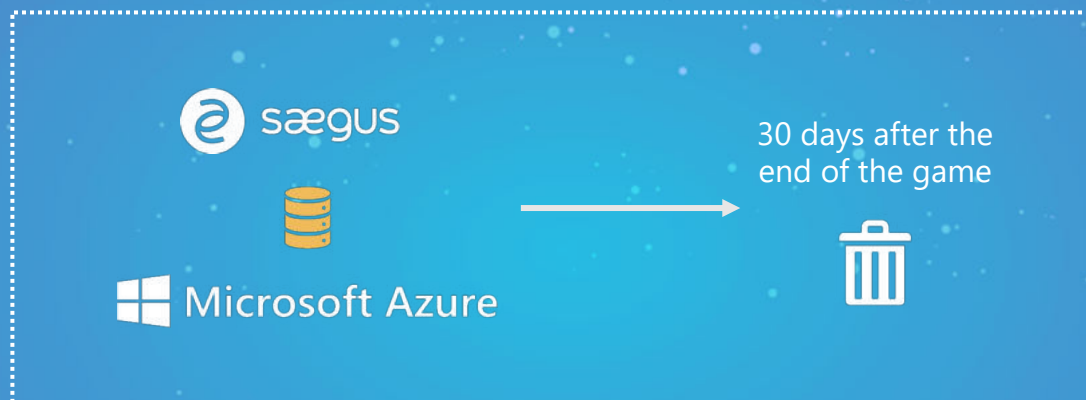 sægus
30 days after the
end of the game
Microsoft Azure